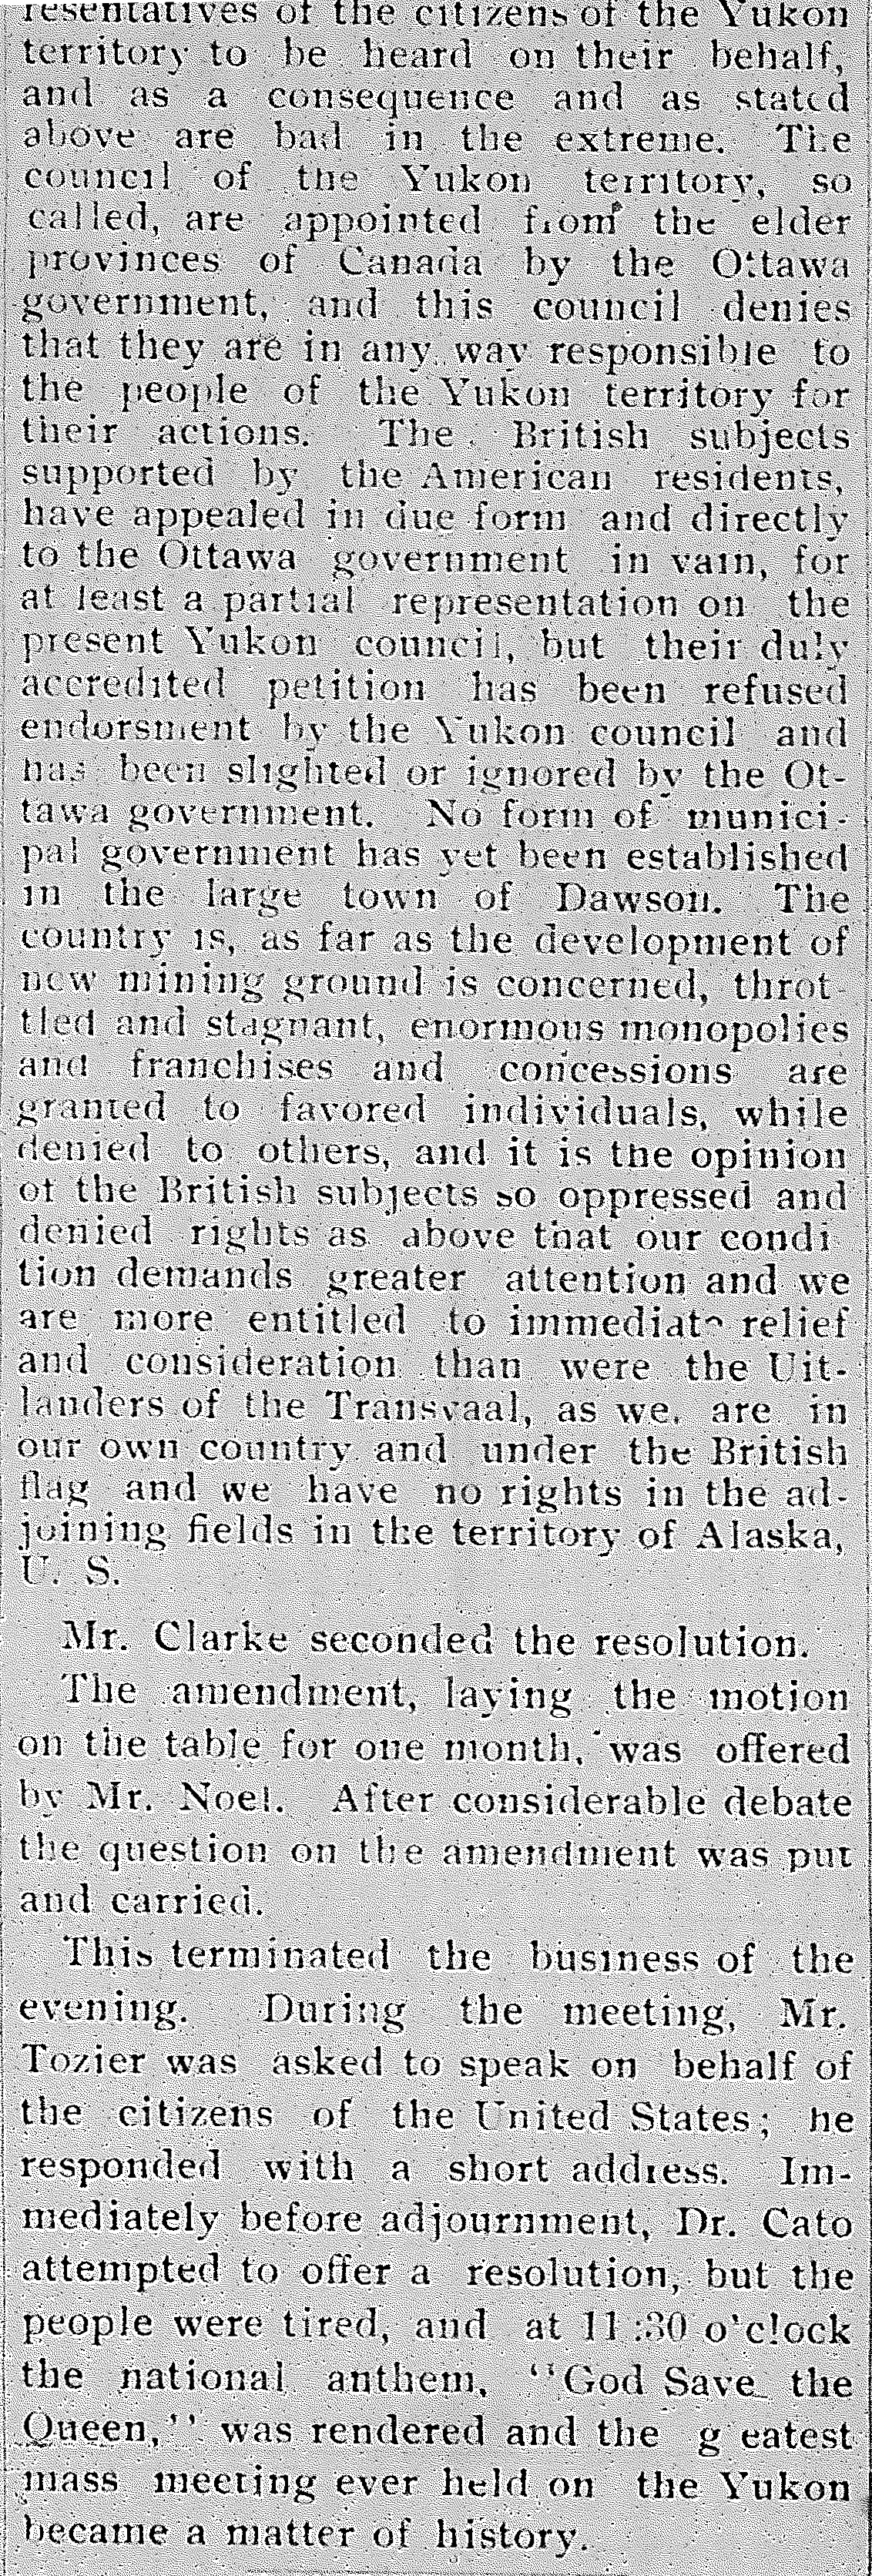 resentatives of the citizens of the Yukon
territory to be heard on their behalf,
and as a consequence and as stated
above are bad in the extreme. The
council of the Yukon territory, so
called, are appointed from the elder
provinces of Canada by the Ottawa
government, and this council denies
that they are in any way responsible to
the people of the Yukon territory for
their actions. The British subjects
supported by the American residents,
have appealed in due form and directly
to the Ottawa government in vain, for
at least a partial representation on the
present Yukon council, but their duly
accredited petition has been refused
endorsment by the Yukon council and
has been slighted or ignored by the Ot-
tawa government. No form of munici-
pal government has yet been established
in the large town of Dawson. The
country is, as far as the development of
new mining ground is concerned, throt-
tled and stagnant, enormous monopolies
and franchises and concessions are
granted to favored individuals, while
denied to others, and it is the opinion
of the British subjects so oppressed and
denied rights as above that our condi
tion demands greater attention and we
are more entitled to immediate relief
and consideration than were the Uit-
landers of the Transvaal, as we. are in
our own country and under the British
flag and we have no rights in the ad-
joining fields in the territory of Alaska,
U. S.
Mr. Clarke seconded the resolution.
The amendment, laying the motion
on the table for one month, was offered
by Mr. Noel. After considerable debate
the question on the amendment was put
and carried.
This terminated the business of the
evening. During the meeting, Mr.
Tozier was asked to speak on behalf of
the citizens of the United States; he
responded with a short address. Im-
mediately before adjournment, Dr. Cato
attempted to offer a resolution, but the
people were tired, and at 11:30 o'clock
the national anthem, "God Save the
Queen,'' was rendered and the g eatest
mass meeting ever held on the Yukon
became a matter of history.